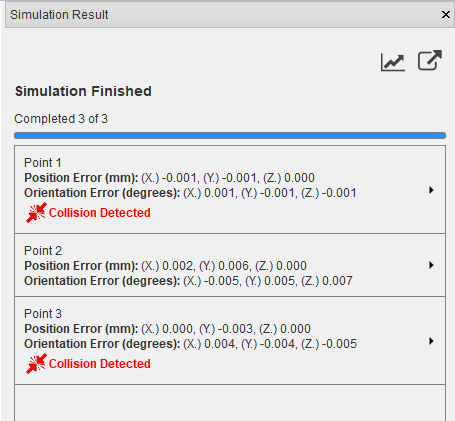 Simulation Result
Simulation Finished
Completed 3 of 3
Point 1
Position Error (mm): (X.) -0.001, (Y.) -0.001, (Z.) 0.000
Orientation Error (degrees): (X.) 0.001, (Y.) -0.001, (Z.) -0.001
Collision Detected
Point 2
Position Error (mm): (X.) 0.002, (Y.) 0.006, (Z.) 0.000
Orientation Error (degrees): (X.) -0.005, (Y.) 0.005, (Z.) 0.007
Point 3
Position Error (mm): (X.) 0.000, (Y.) -0.003, (Z.) 0.000
Orientation Error (degrees): (X.) 0.004, (Y.) -0.004, (Z.) -0.005
Collision Detected